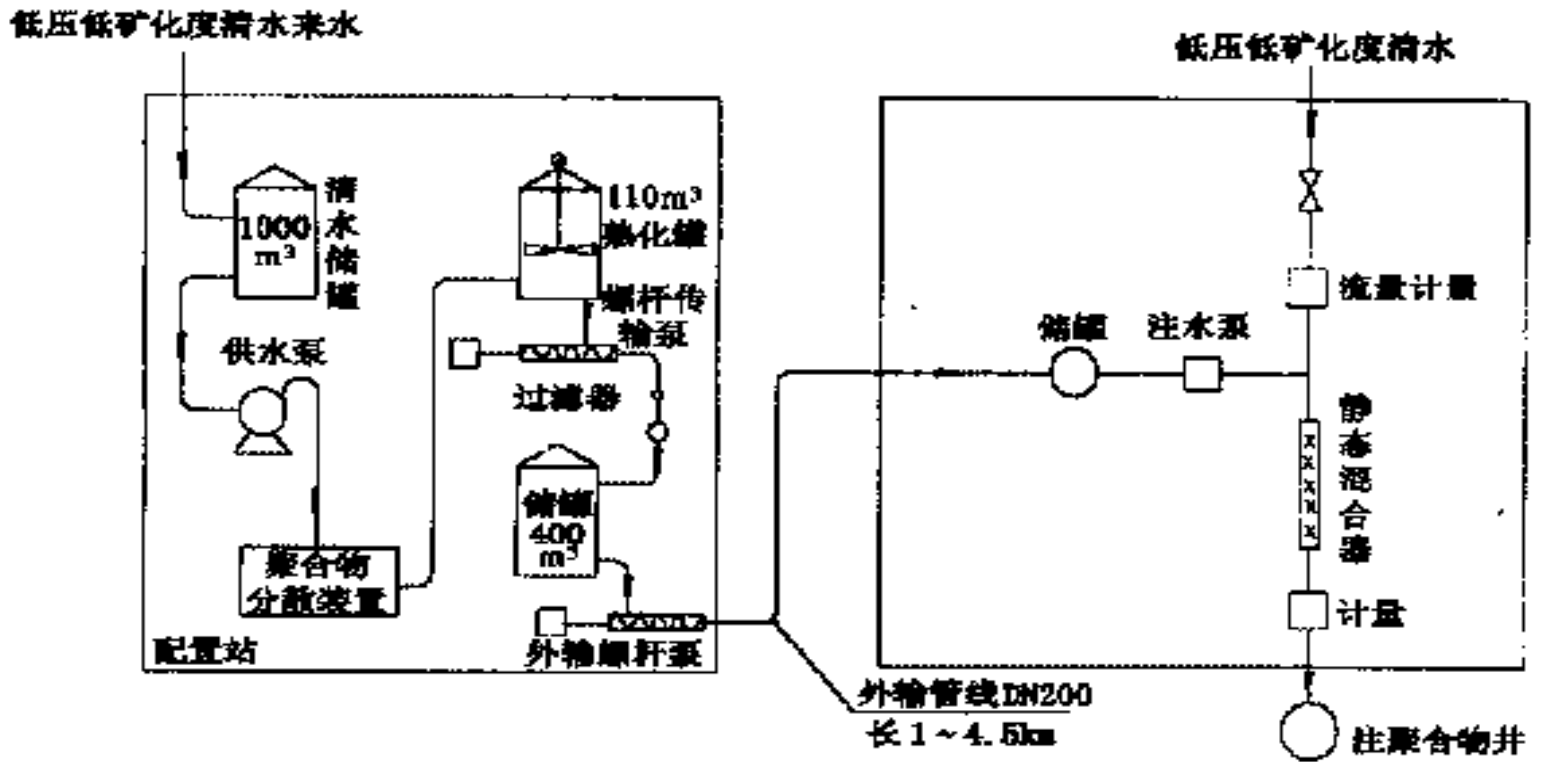 低压低矿化度清水来水
低压低矿化度清水
1000
m³
清水储罐
110m³
熟化罐
螺杆传
输泵
供水泵
过滤器
储罐
400
m³
聚合物
分散装置
配置站
外输螺杆泵
外输管线DN200
长1~4.5km
流量计量
储罐
注水泵
静态混合器
计量
注聚合物井